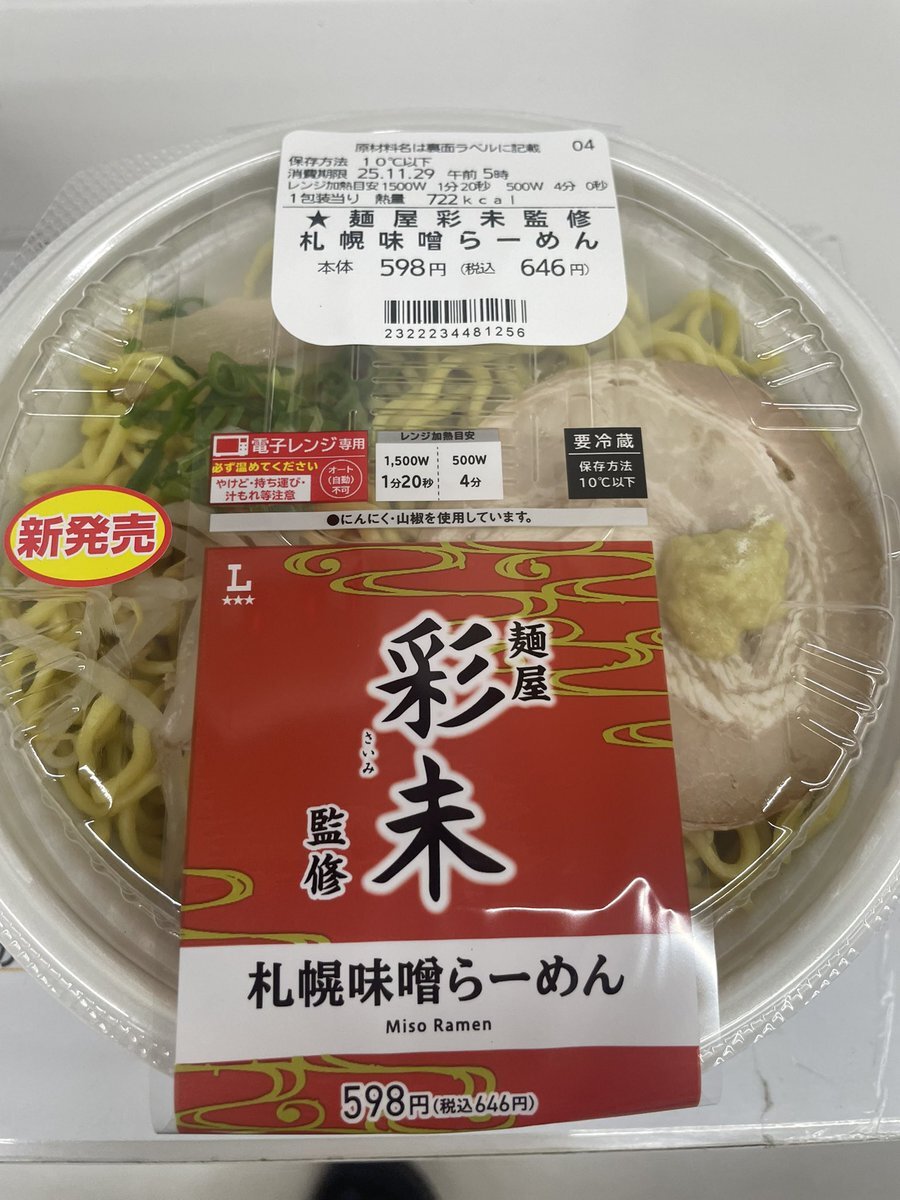 原材料名は裏面ラベルに記載 04
保存方法 10℃以下
消費期限 25.11.29 午前 5時
レンジ加熱目安1500W 1分20秒 500W 4分 0秒
1包装当り 熱量 722kcal
★麺屋彩未監修
札幌味噌らーめん
本体 598円 (税込 646円)
2322234481256
電子レンジ専用
必ず温めてください
やけど・持ち運び・
汁もれ等注意
オート
(自動)
不可
レンジ加熱目安
1,500W 500W
1分20秒 4分
要冷蔵
保存方法
10℃以下
●にんにく・山椒を使用しています。
新発売
L
★★★
麺屋
彩未
さいみ
監修
札幌味噌らーめん
Miso Ramen
598円(税込646円)